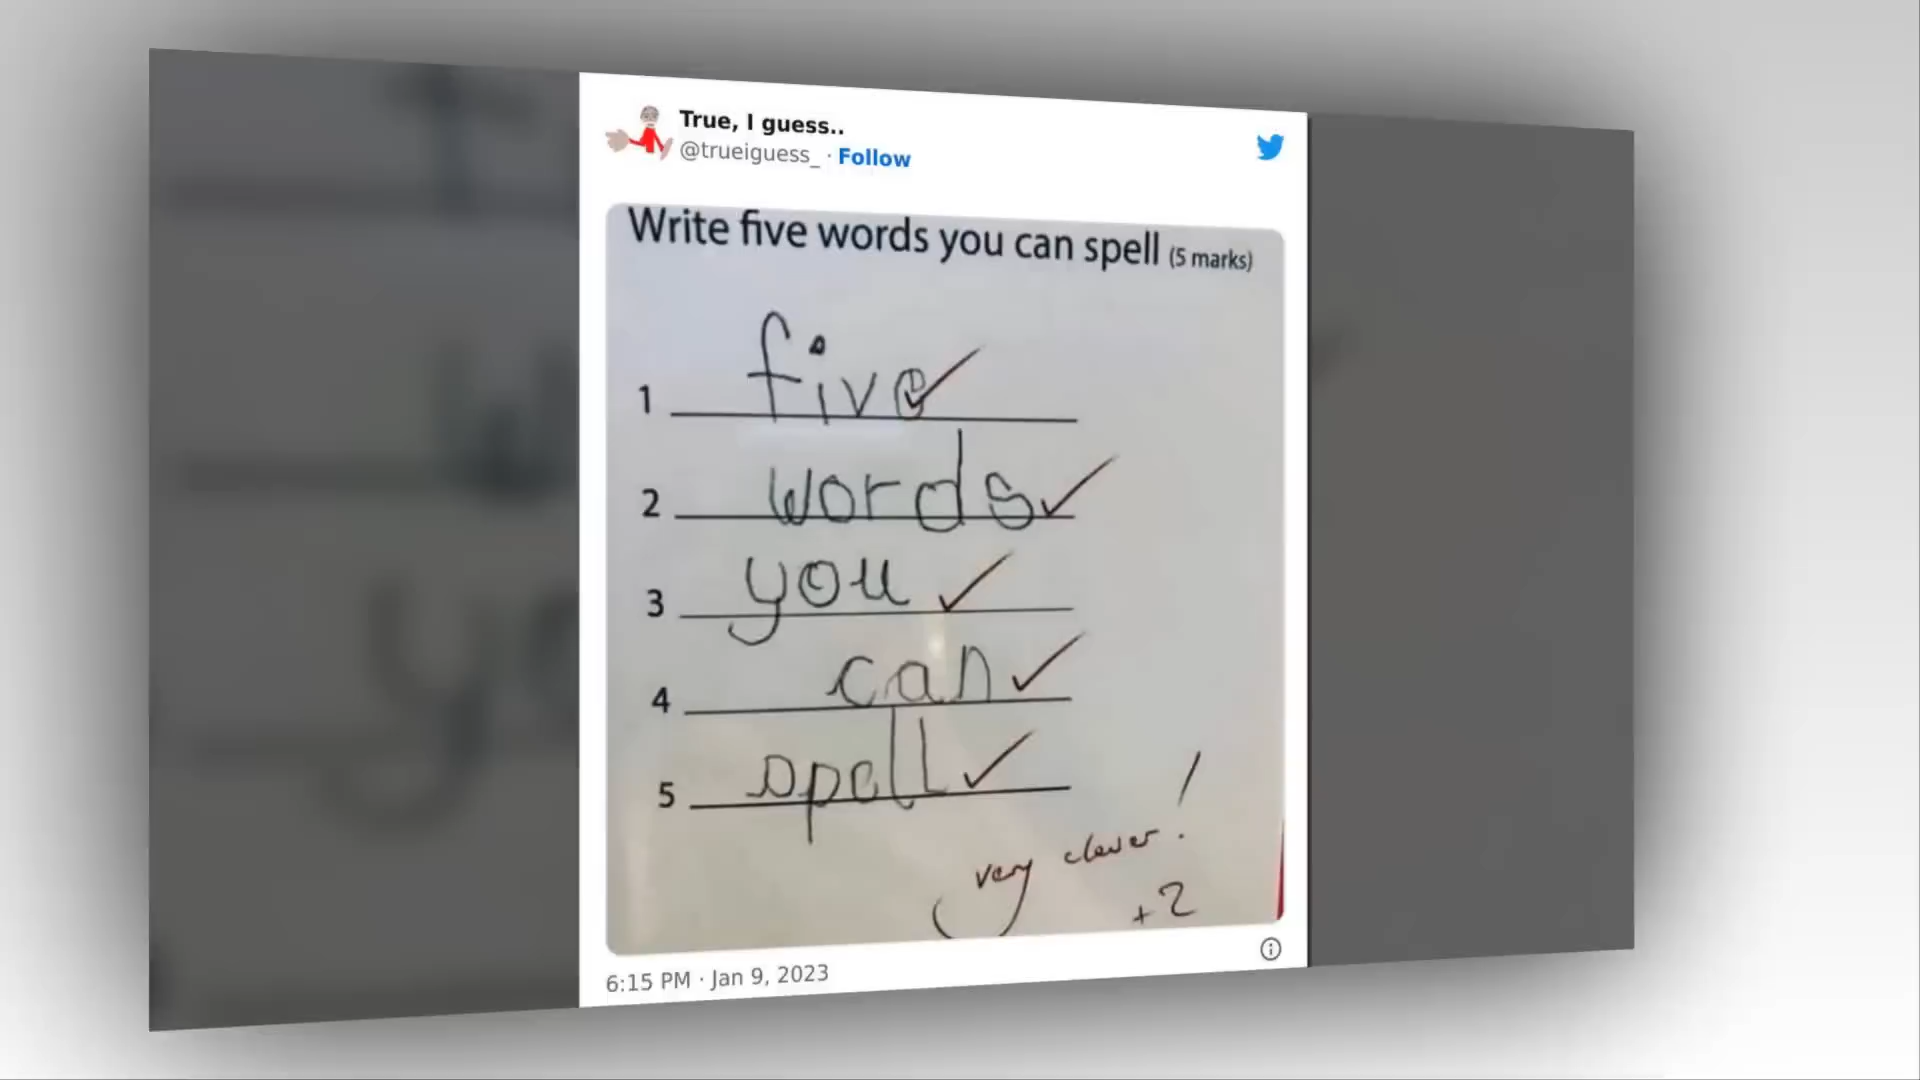 True, I guess..
@trueiguess_ · Follow
Write five words you can spell (5 marks)
1 five
2 words
3 you
4 can
5 spell
very clever!
+2
6:15 PM · Jan 9, 2023